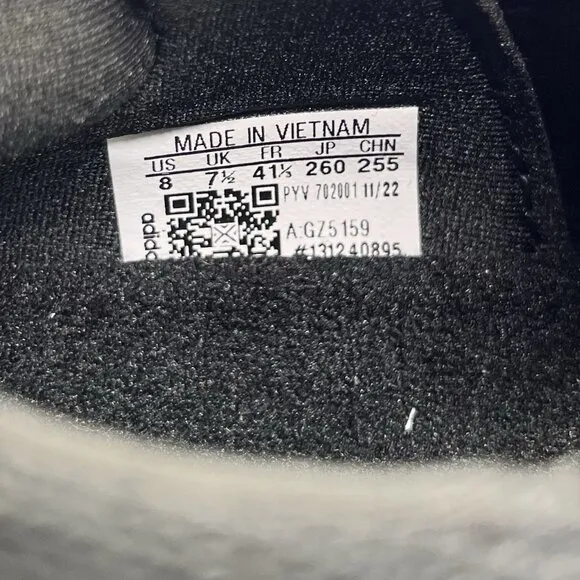 MADE IN VIETNAM
US UK FR JP CHN
8 7½ 41⅓ 260 255
PYV 702001 11/22
A:GZ5159
#131240895
adidas